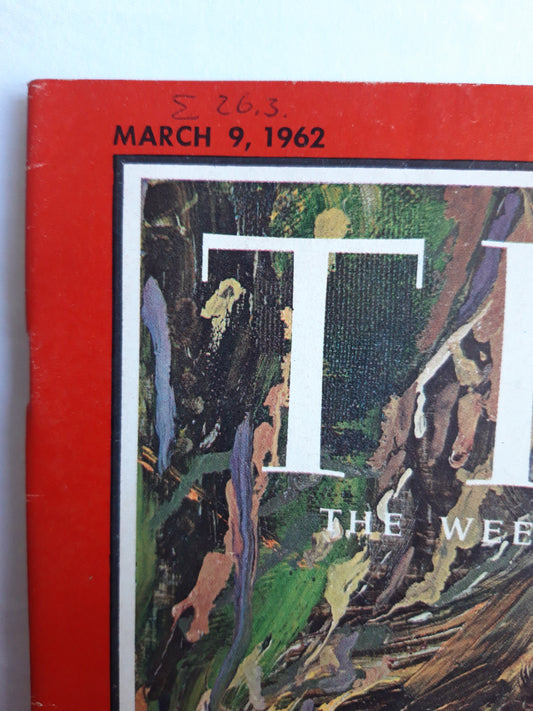 Σ 26.3.
MARCH 9, 1962
TI
THE WEE